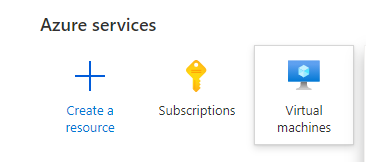 Azure services
Create a
resource
Subscriptions
Virtual
machines